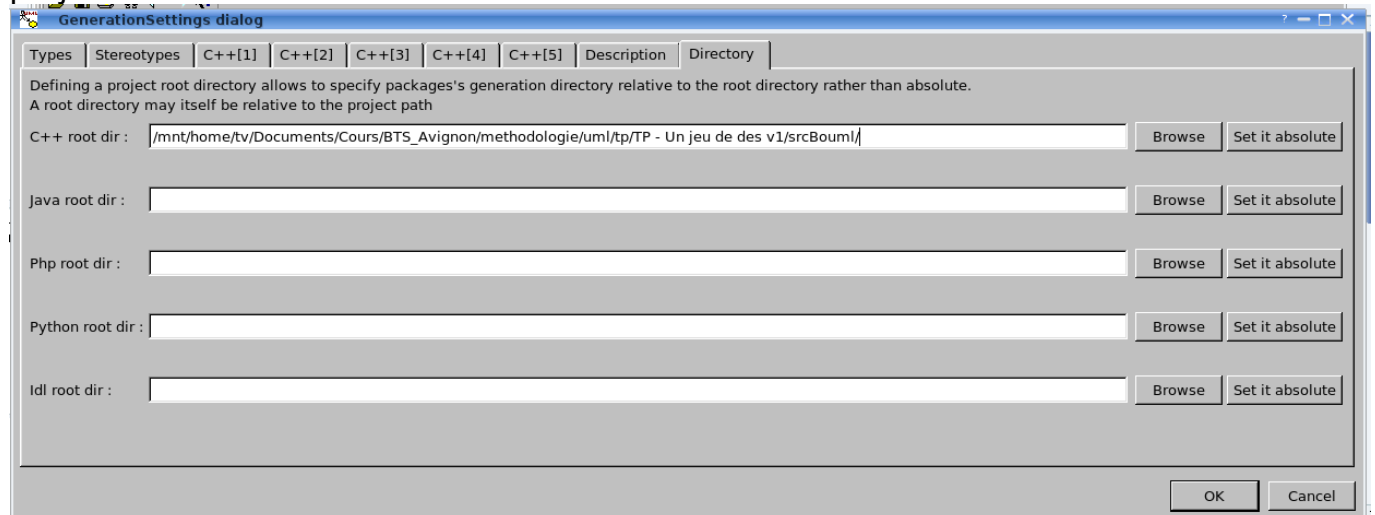 GenerationSettings dialog
Types Stereotypes C++[1] C++[2] C++[3] C++[4] C++[5] Description Directory
Defining a project root directory allows to specify packages's generation directory relative to the root directory rather than absolute.
A root directory may itself be relative to the project path
C++ root dir : /mnt/home/tv/Documents/Cours/BTS_Avignon/methodologie/uml/tp/TP - Un jeu de des v1/srcBouml/ Browse Set it absolute
Java root dir : Browse Set it absolute
Php root dir : Browse Set it absolute
Python root dir : Browse Set it absolute
Idl root dir : Browse Set it absolute
OK Cancel